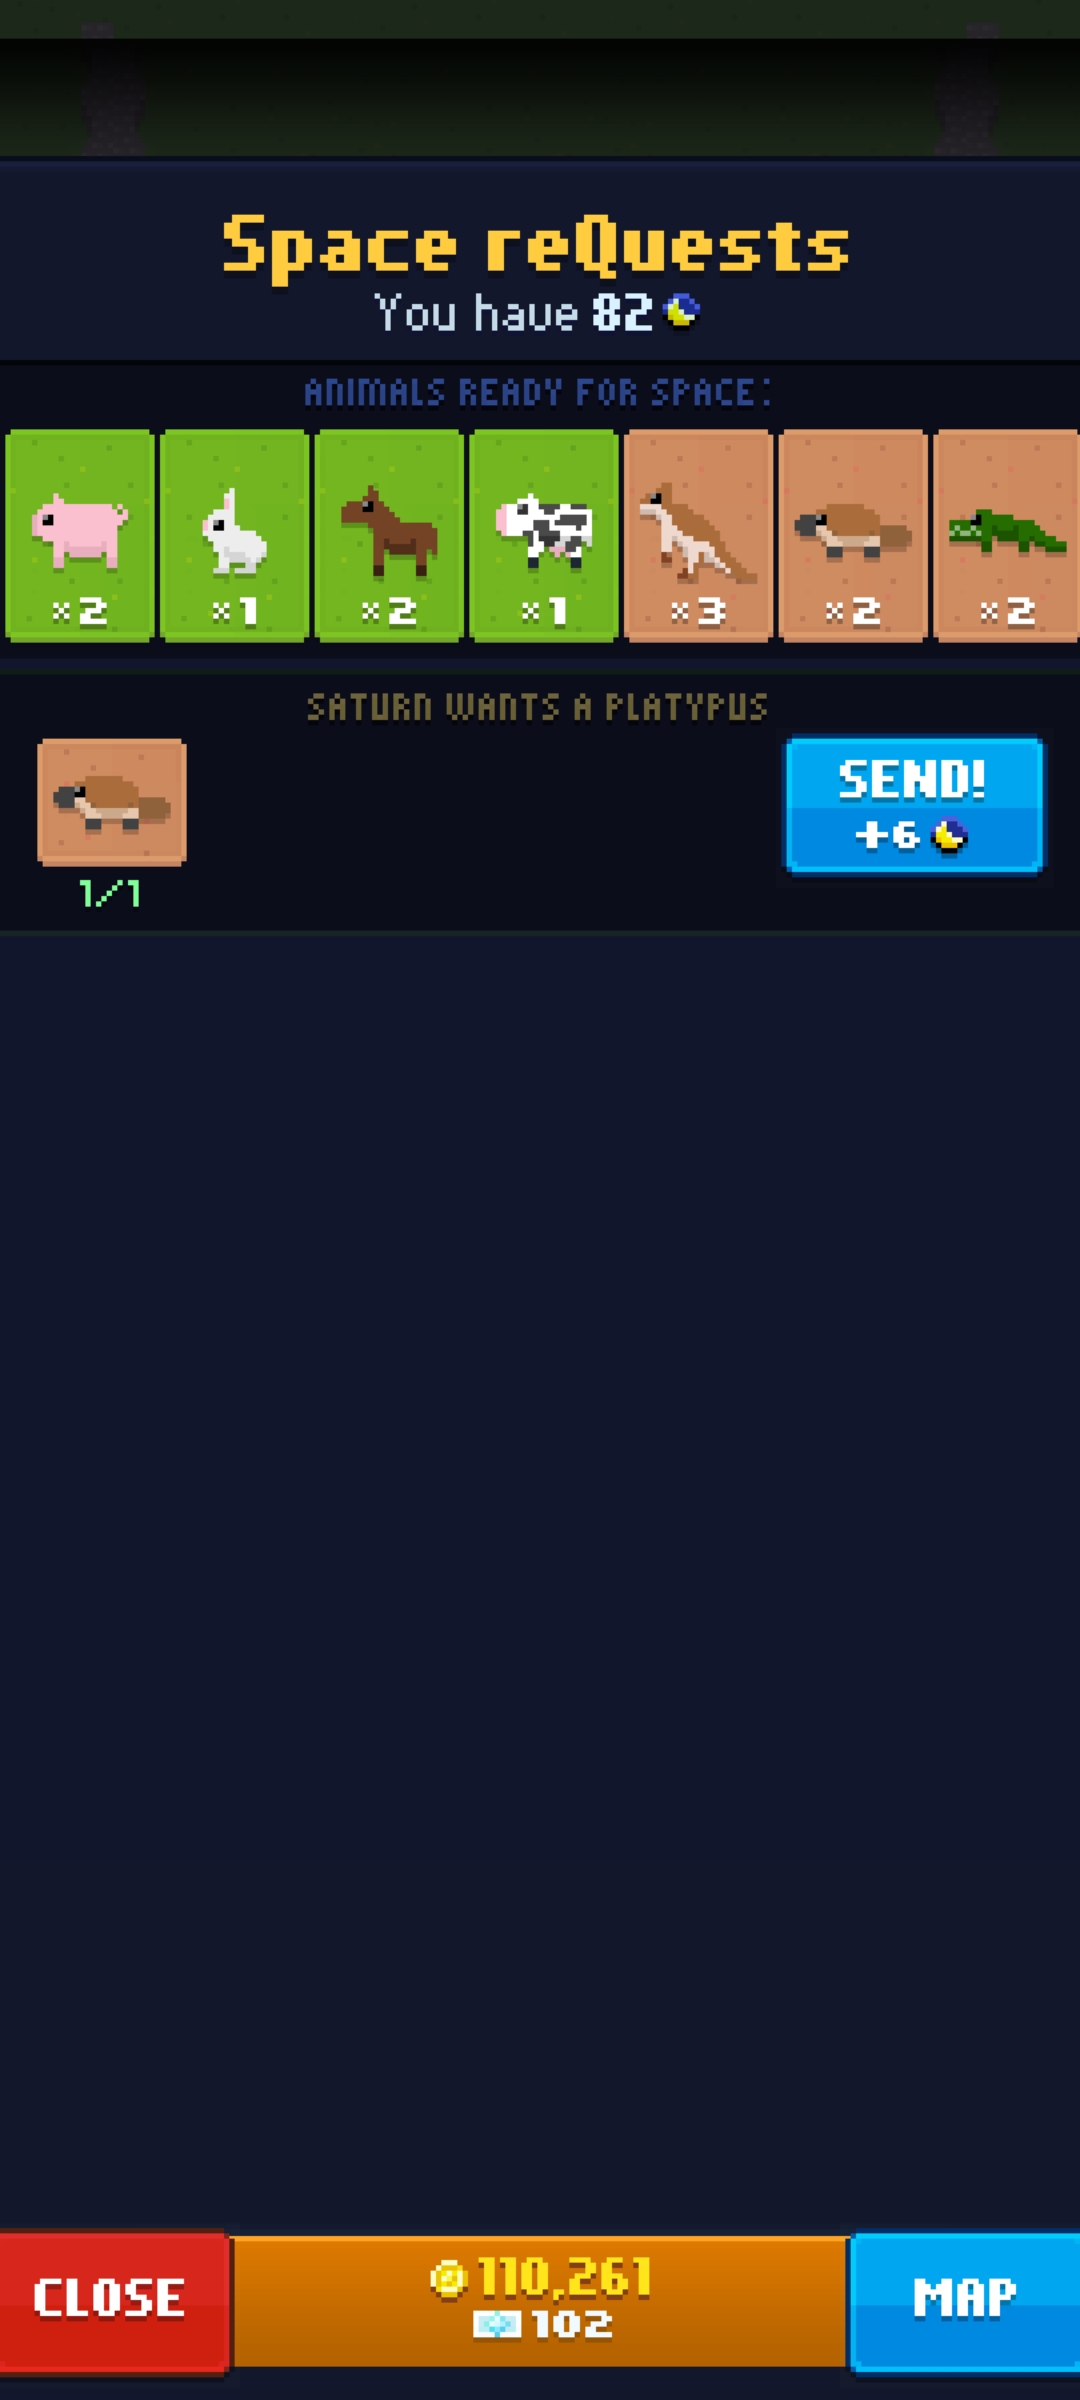 Space reQuests
You have 82
ANIMALS READY FOR SPACE:
×2 ×1 ×2 ×1 ×3 ×2 ×2
SATURN WANTS A PLATYPUS
SEND!
+6
1/1
CLOSE
110,261
102
MAP